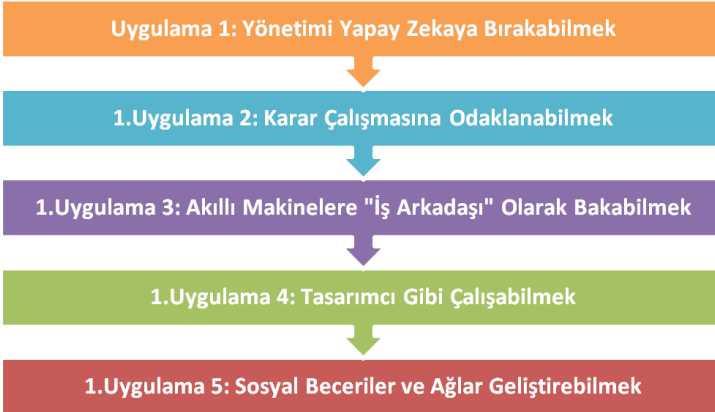 Uygulama 1: Yönetimi Yapay Zekaya Bırakabilmek
1.Uygulama 2: Karar Çalışmasına Odaklanabilmek
1.Uygulama 3: Akıllı Makinelere "İş Arkadaşı" Olarak Bakabilmek
1.Uygulama 4: Tasarımcı Gibi Çalışabilmek
1.Uygulama 5: Sosyal Beceriler ve Ağlar Geliştirebilmek